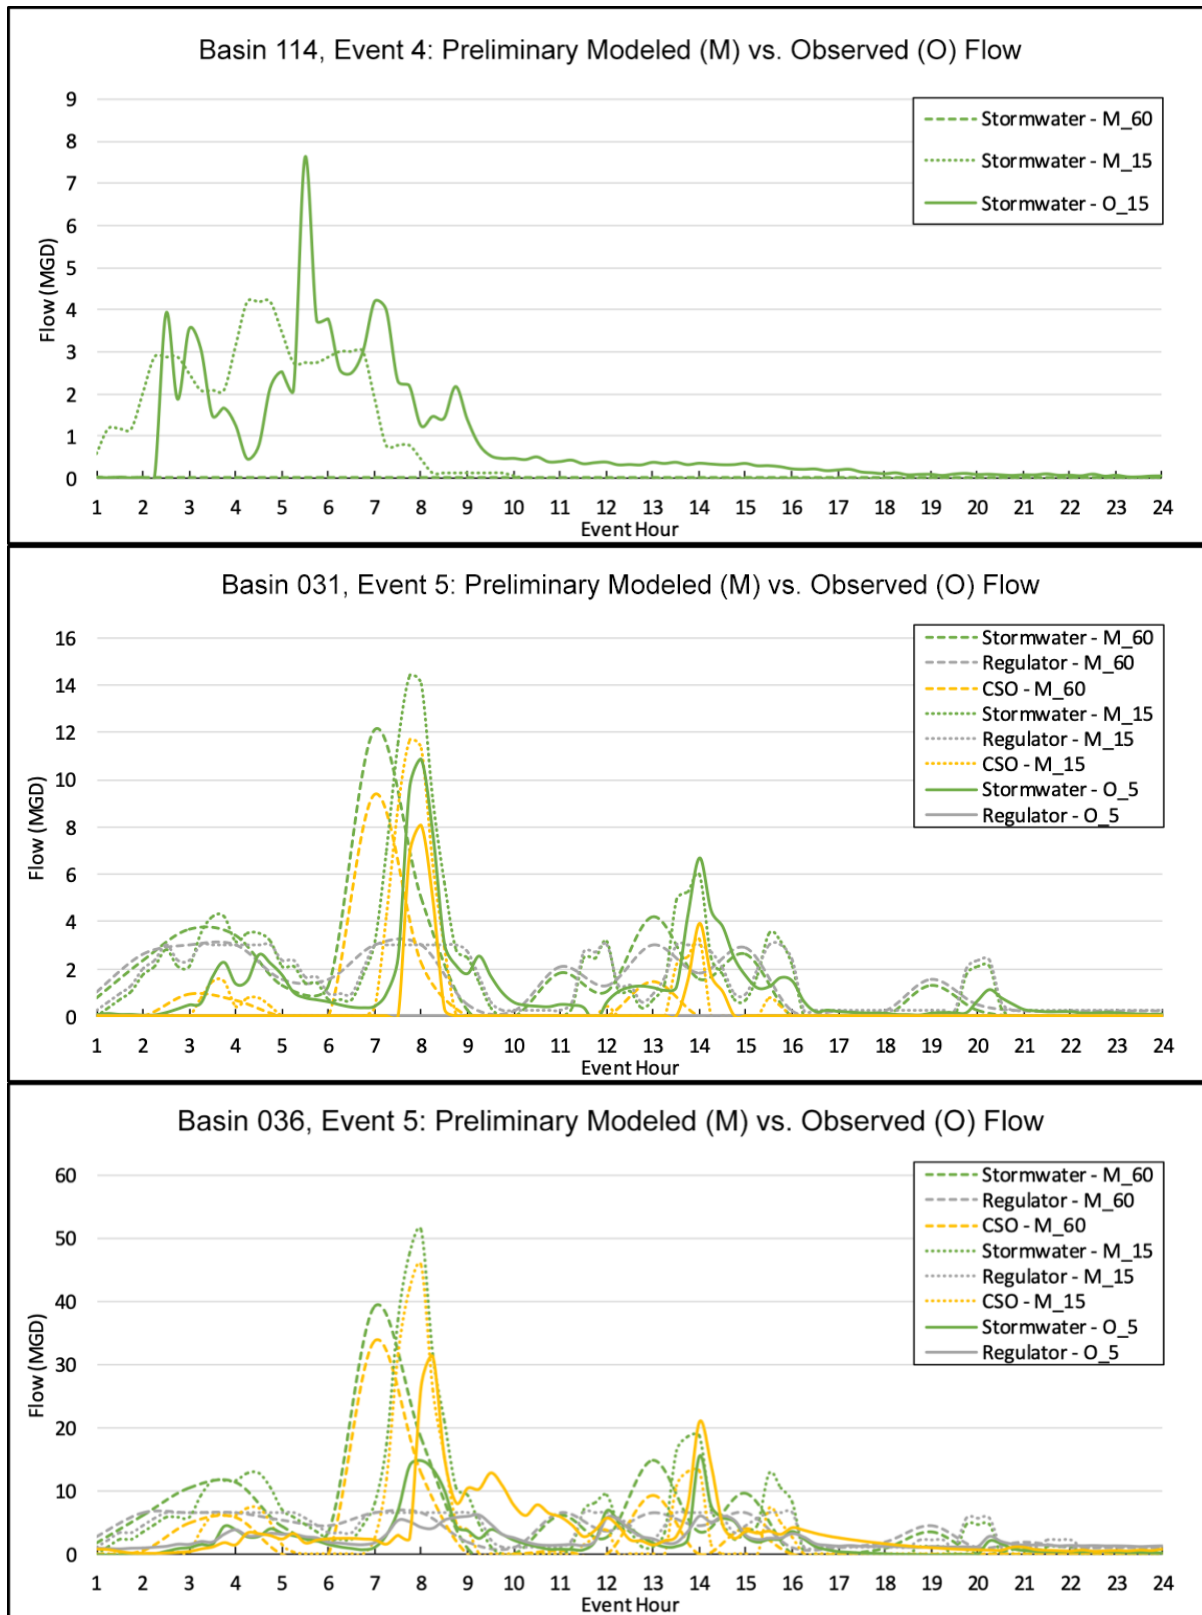 Basin 114, Event 4: Preliminary Modeled (M) vs. Observed (O) Flow
9
8
7
6
5
4
3
2
1
0
Flow (MGD)
Stormwater - M_60
Stormwater - M_15
Stormwater - O_15
1 2 3 4 5 6 7 8 9 10 11 12 13 14 15 16 17 18 19 20 21 22 23 24
Event Hour
Basin 031, Event 5: Preliminary Modeled (M) vs. Observed (O) Flow
16
14
12
10
8
6
4
2
0
Flow (MGD)
Stormwater - M_60
Regulator - M_60
CSO - M_60
Stormwater - M_15
Regulator - M_15
CSO - M_15
Stormwater - O_5
Regulator - O_5
1 2 3 4 5 6 7 8 9 10 11 12 13 14 15 16 17 18 19 20 21 22 23 24
Event Hour
Basin 036, Event 5: Preliminary Modeled (M) vs. Observed (O) Flow
60
50
40
30
20
10
0
Flow (MGD)
Stormwater - M_60
Regulator - M_60
CSO - M_60
Stormwater - M_15
Regulator - M_15
CSO - M_15
Stormwater - O_5
Regulator - O_5
1 2 3 4 5 6 7 8 9 10 11 12 13 14 15 16 17 18 19 20 21 22 23 24
Event Hour